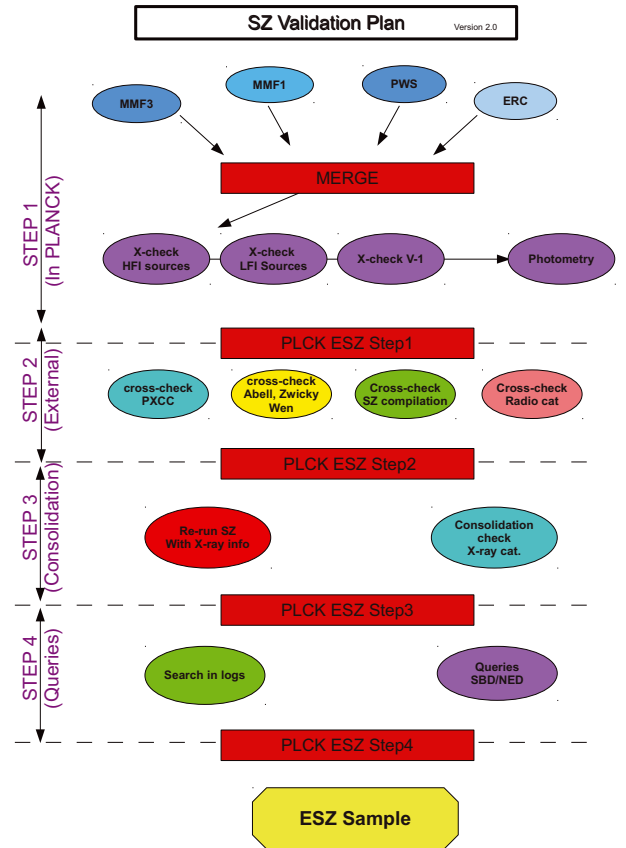 SZ Validation Plan
Version 2.0
MMF3
MMF1
PWS
ERC
MERGE
STEP 1
(In PLANCK)
X-check
HFI sources
X-check
LFI Sources
X-check V-1
Photometry
PLCK ESZ Step1
STEP 2
(External)
cross-check
PXCC
cross-check
Abell, Zwicky
Wen
Cross-check
SZ compilation
Cross-check
Radio cat
PLCK ESZ Step2
STEP 3
(Consolidation)
Re-run SZ
With X-ray info
Consolidation
check
X-ray cat.
PLCK ESZ Step3
STEP 4
(Queries)
Search in logs
Queries
SBD/NED
PLCK ESZ Step4
ESZ Sample